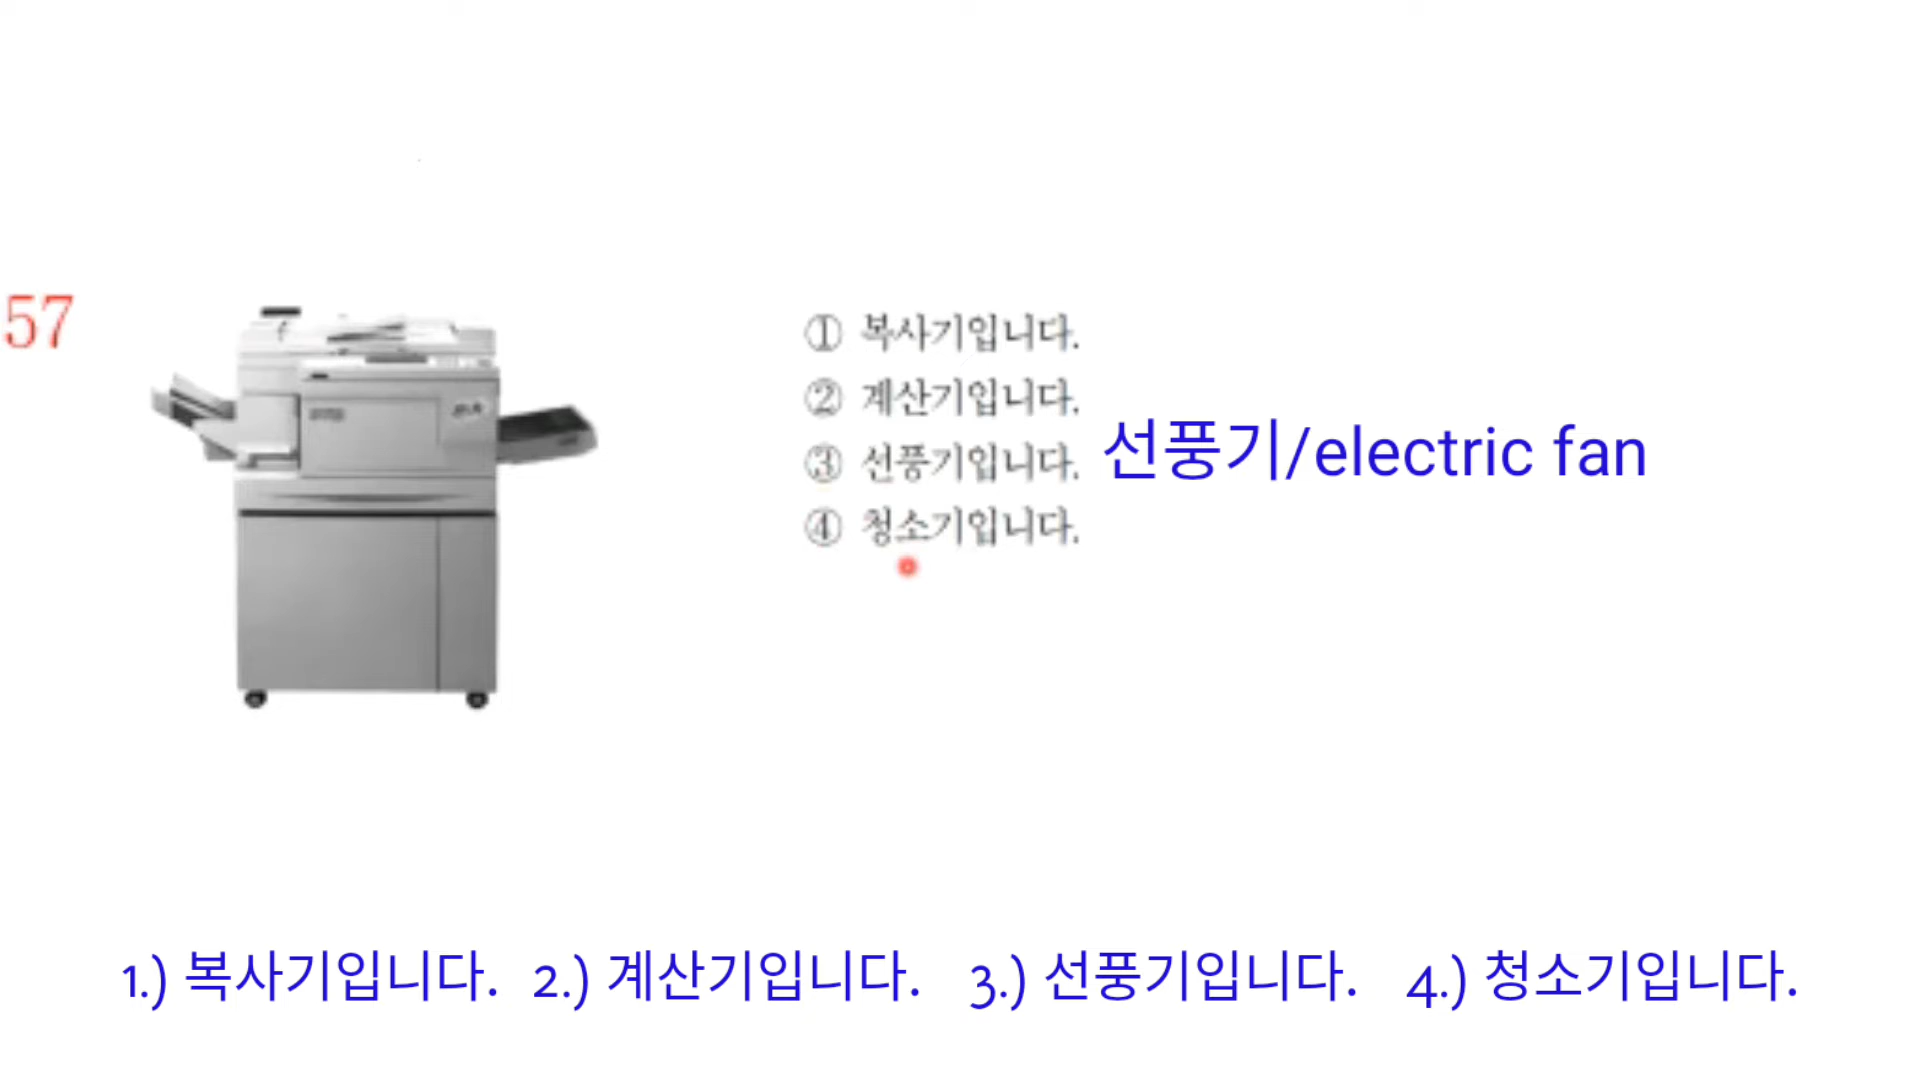 57
① 복사기입니다.
② 계산기입니다.
③ 선풍기입니다.
선풍기/electric fan
④ 청소기입니다.
1.) 복사기입니다. 2.) 계산기입니다. 3.) 선풍기입니다. 4.) 청소기입니다.